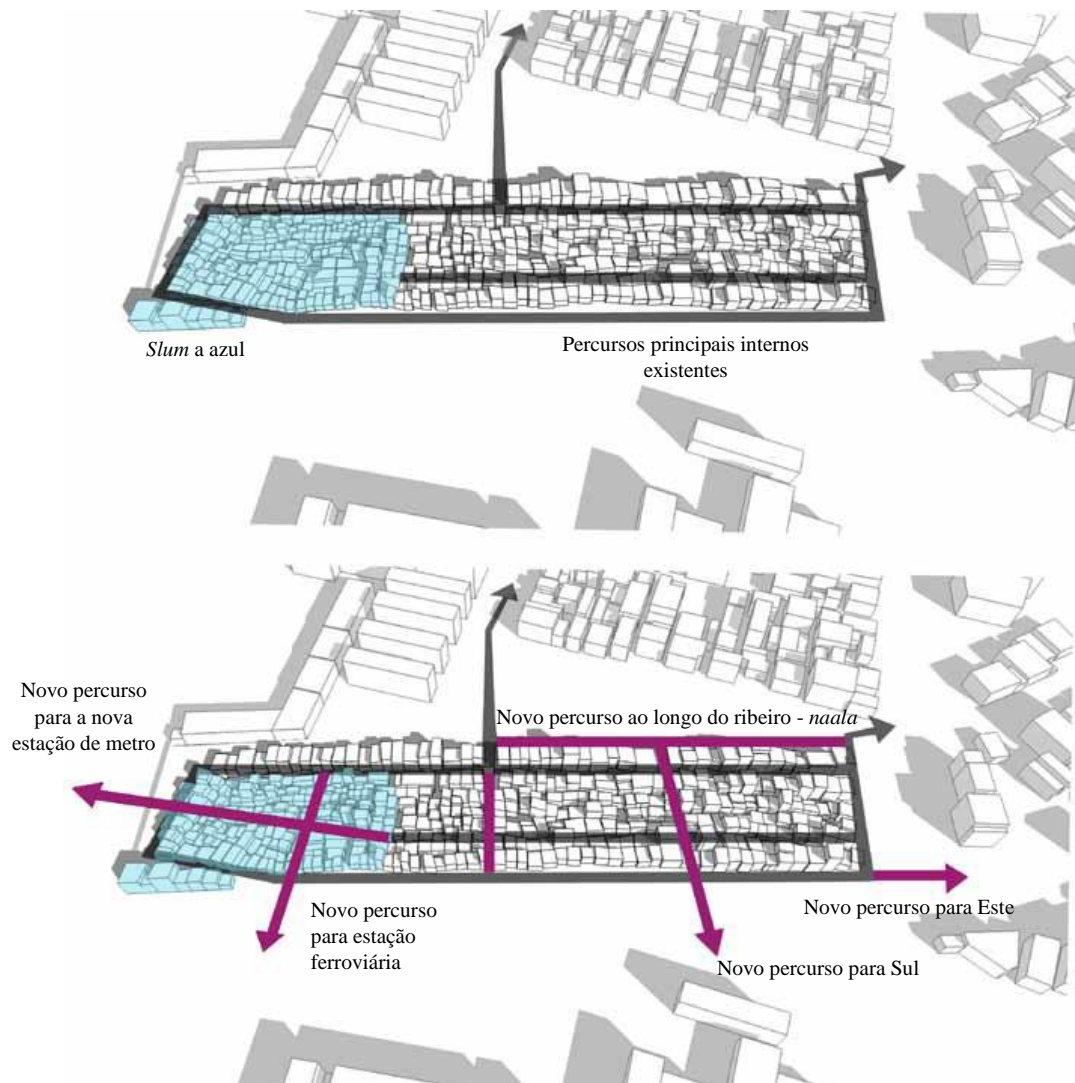 Slum a azul
Percursos principais internos
existentes
Novo percurso
para a nova
estação de metro
Novo percurso ao longo do ribeiro - naala
Novo percurso
para estação
ferroviária
Novo percurso para Este
Novo percurso para Sul